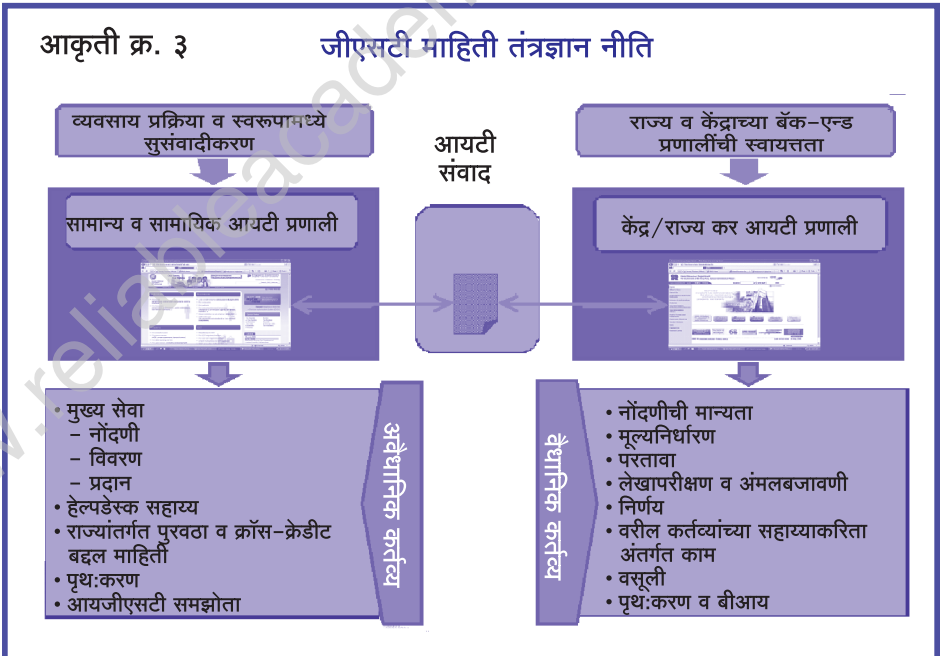 आकृती क्र. ३
जीएसटी माहिती तंत्रज्ञान नीति
व्यवसाय प्रक्रिया व स्वरूपामध्ये
सुसंवादीकरण
सामान्य व सामायिक आयटी प्रणाली
आयटी
संवाद
राज्य व केंद्राच्या बॅक-एन्ड
प्रणालींची स्वायत्तता
केंद्र/राज्य कर आयटी प्रणाली
• मुख्य सेवा
- नोंदणी
- विवरण
- प्रदान
• हेल्पडेस्क सहाय्य
• राज्यांतर्गत पुरवठा व क्रॉस-क्रेडीट
बद्दल माहिती
• पृथ:करण
• आयजीएसटी समझोता
अवैधानिक कर्तव्य
वैधानिक कर्तव्य
• नोंदणीची मान्यता
• मूल्यनिर्धारण
• परतावा
• लेखापरीक्षण व अंमलबजावणी
• निर्णय
• वरील कर्तव्यांच्या सहाय्याकरिता
अंतर्गत काम
• वसूली
• पृथ:करण व बीआय
www.reliableacadem